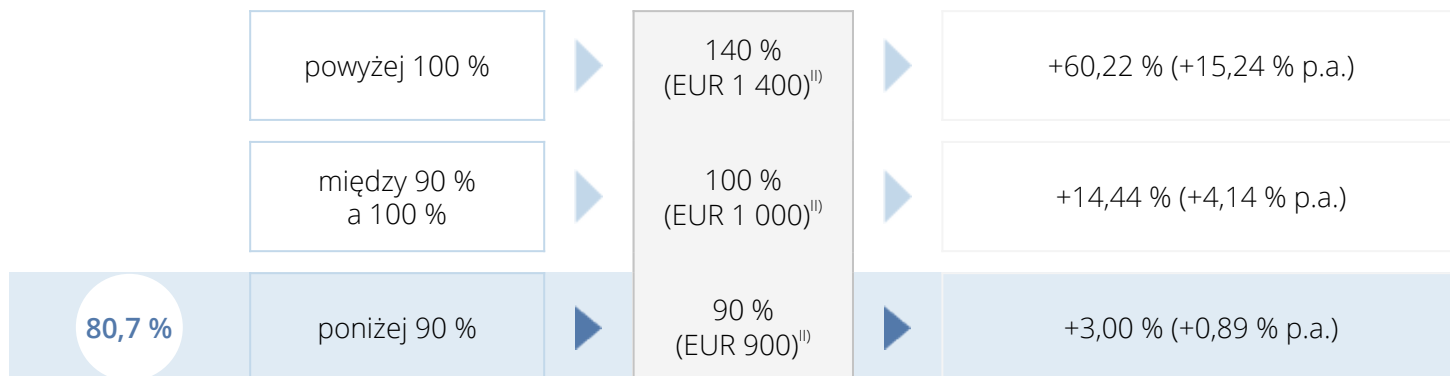 powyżej 100 %
140 %
(EUR 1 400)II)
+60,22 % (+15,24 % p.a.)
między 90 %
a 100 %
100 %
(EUR 1 000)II)
+14,44 % (+4,14 % p.a.)
80,7 %
poniżej 90 %
90 %
(EUR 900)II)
+3,00 % (+0,89 % p.a.)